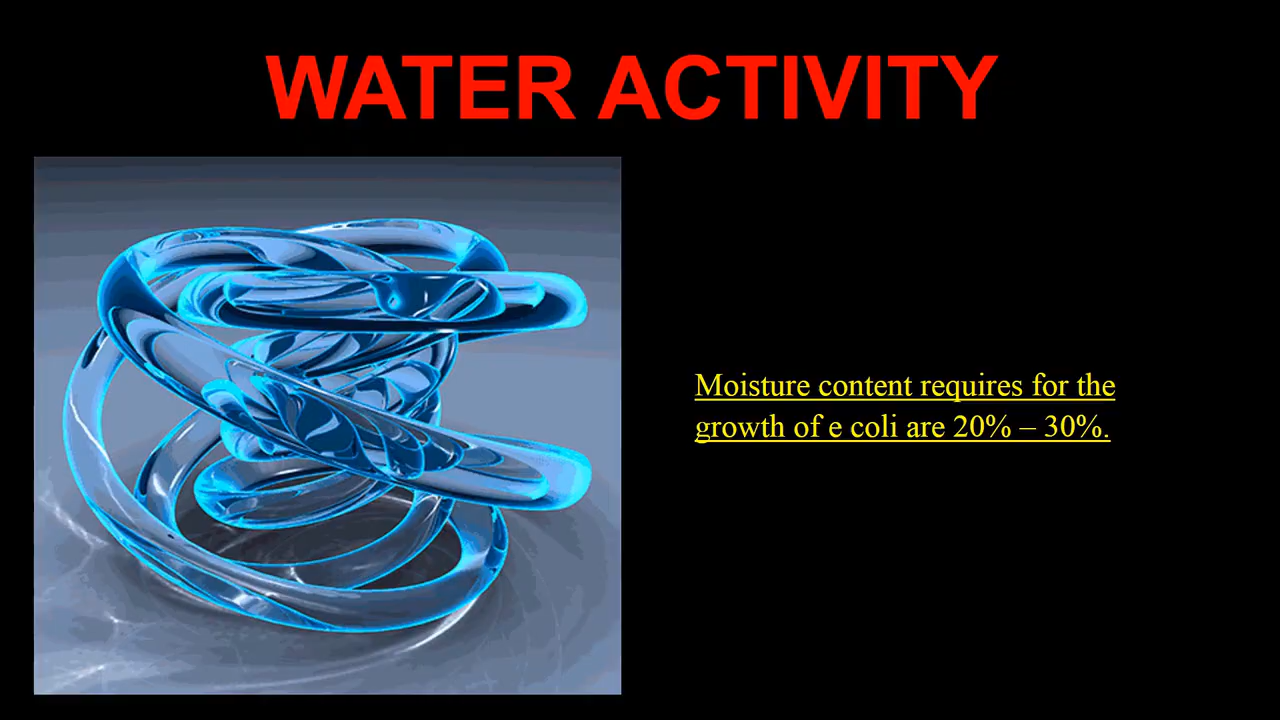 WATER ACTIVITY
Moisture content requires for the
growth of e coli are 20% – 30%.